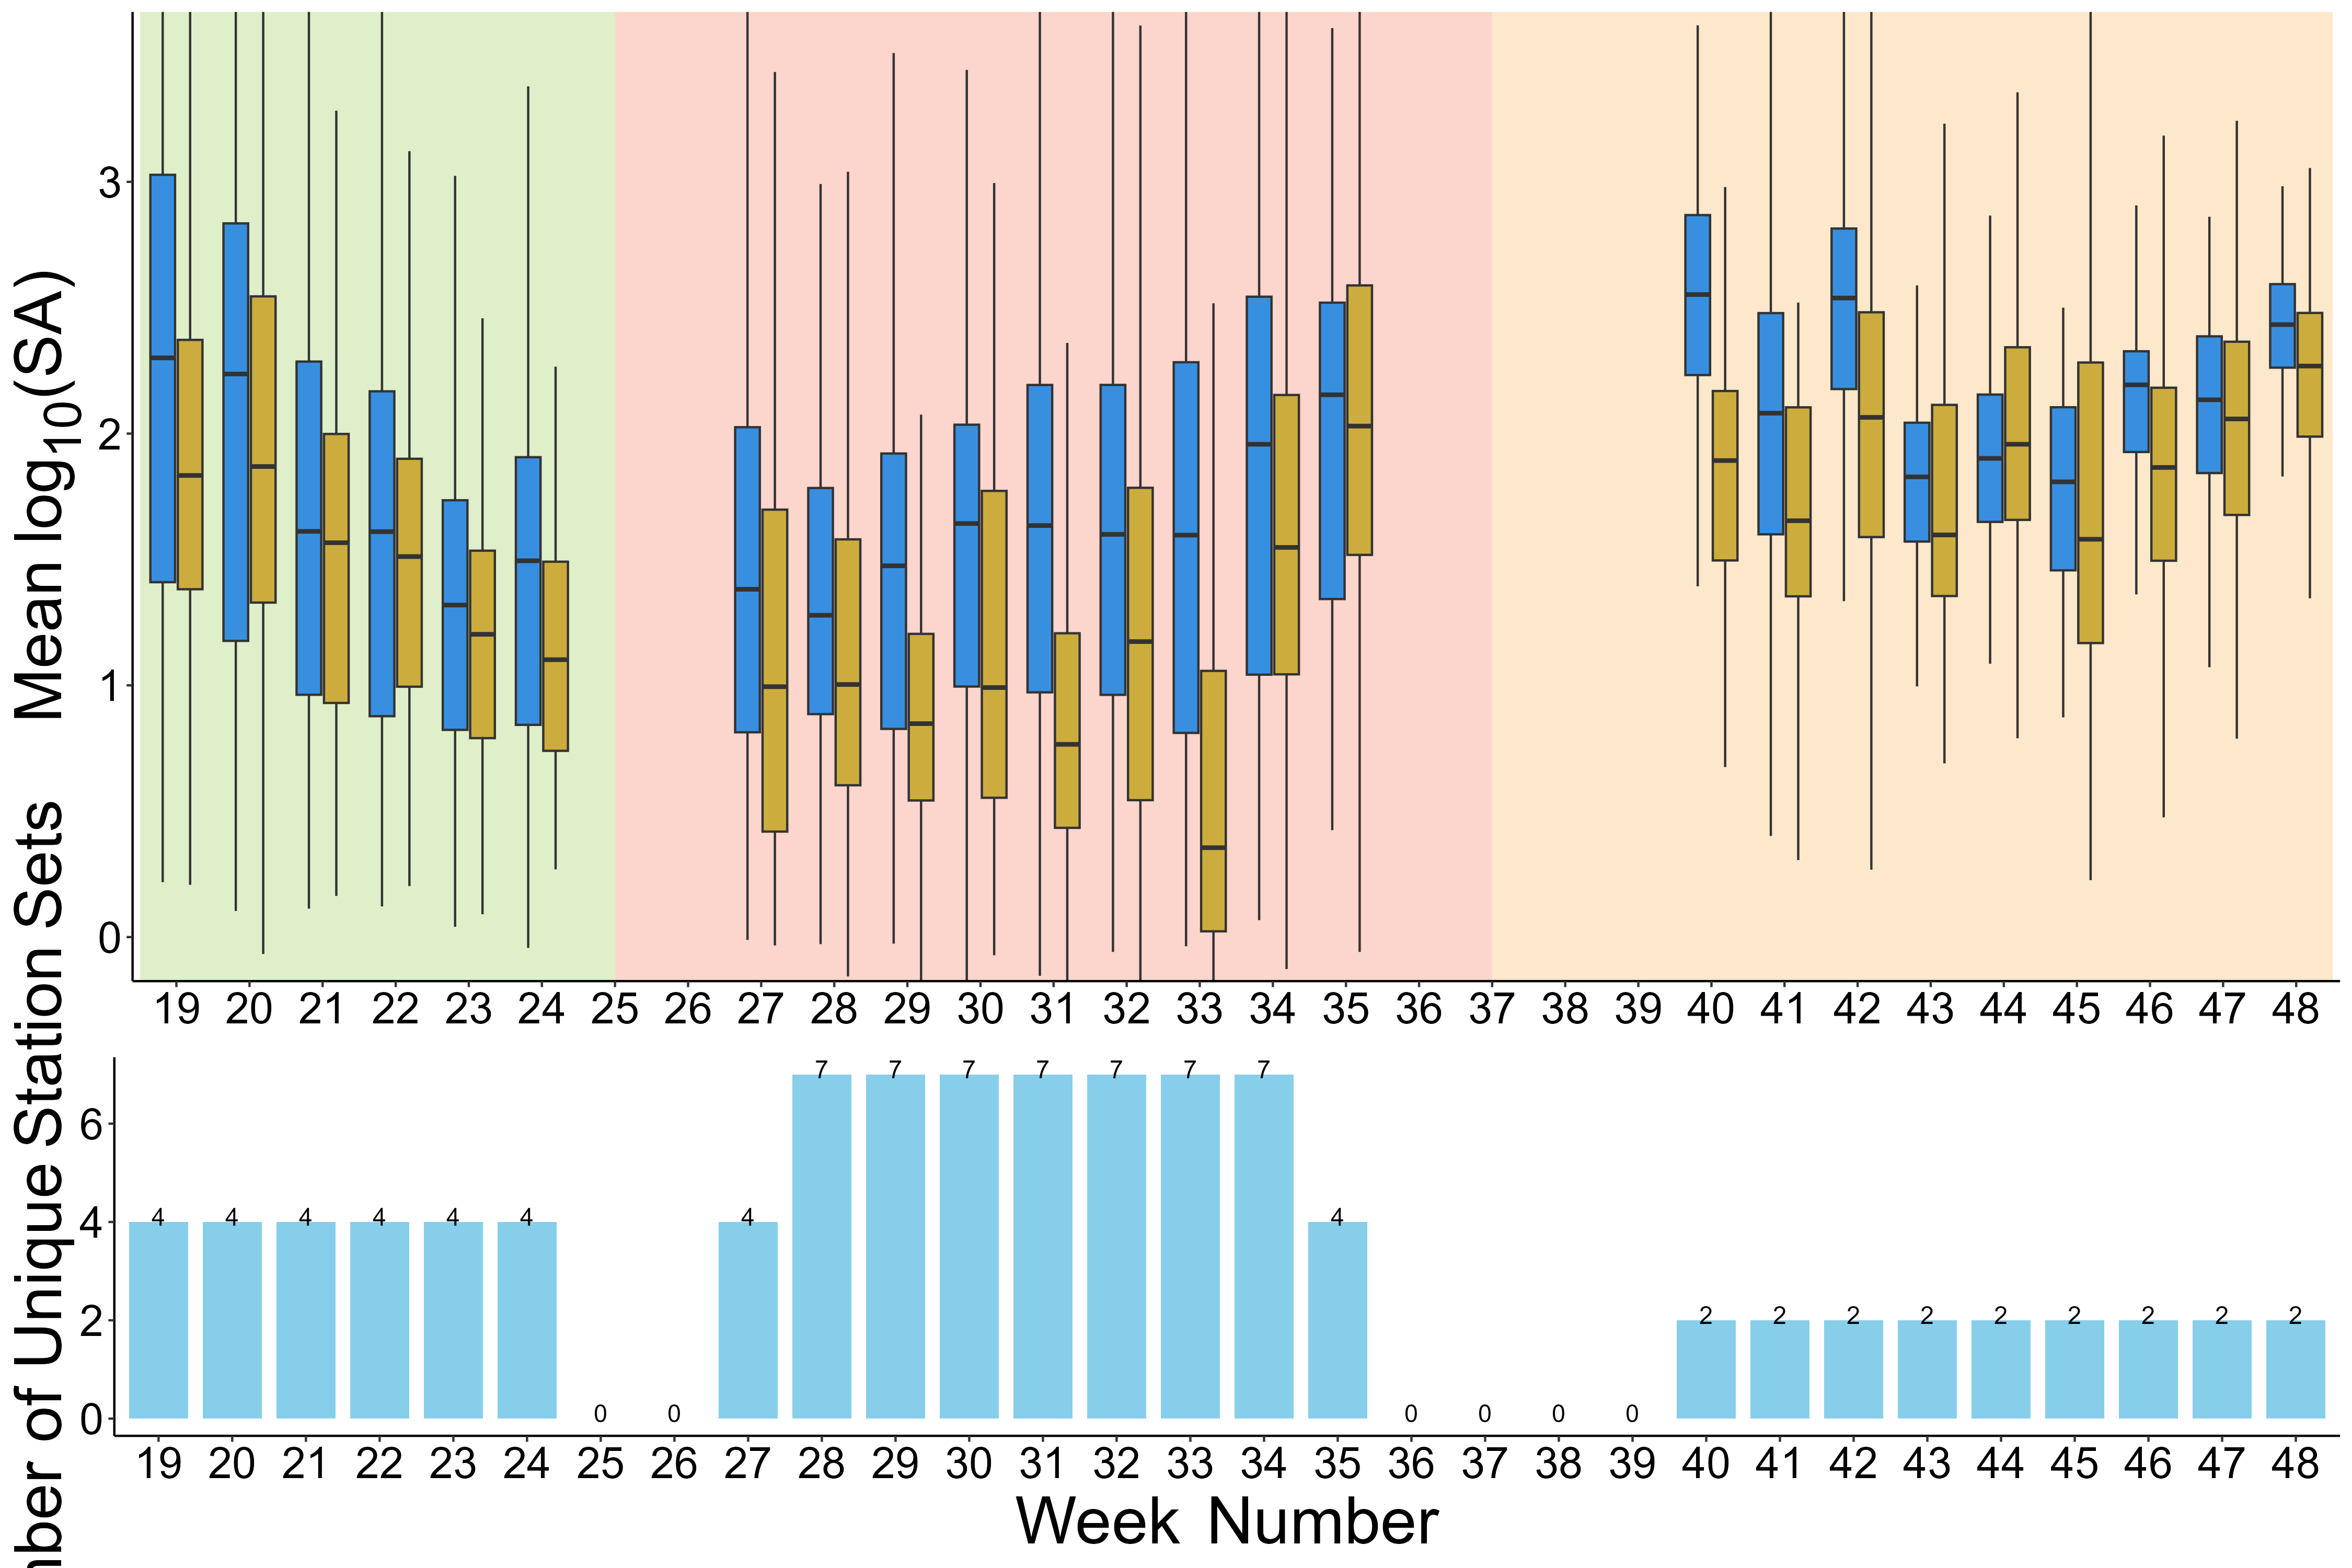 Mean log10(SA)
3
2
1
0
19 20 21 22 23 24 25 26 27 28 29 30 31 32 33 34 35 36 37 38 39 40 41 42 43 44 45 46 47 48
mber of Unique Station Sets
6
4
2
0
4 4 4 4 4 4 0 0 4 7 7 7 7 7 7 7 4 0 0 0 0 2 2 2 2 2 2 2 2 2
19 20 21 22 23 24 25 26 27 28 29 30 31 32 33 34 35 36 37 38 39 40 41 42 43 44 45 46 47 48
Week Number